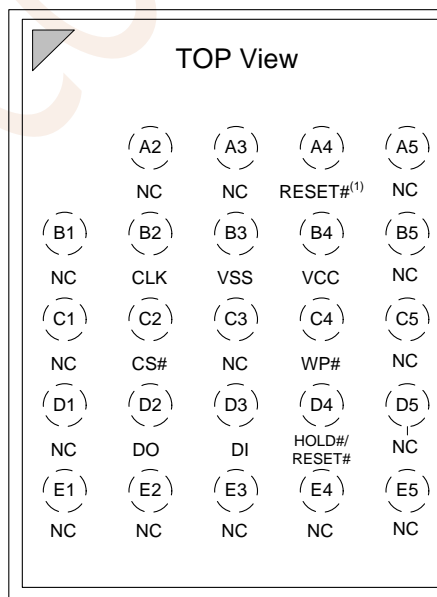 TOP View
A2 A3 A4 A5
NC NC RESET#(1) NC
B1 B2 B3 B4 B5
NC CLK VSS VCC NC
C1 C2 C3 C4 C5
NC CS# NC WP# NC
D1 D2 D3 D4 D5
NC DO DI HOLD#/ NC
RESET#
E1 E2 E3 E4 E5
NC NC NC NC NC